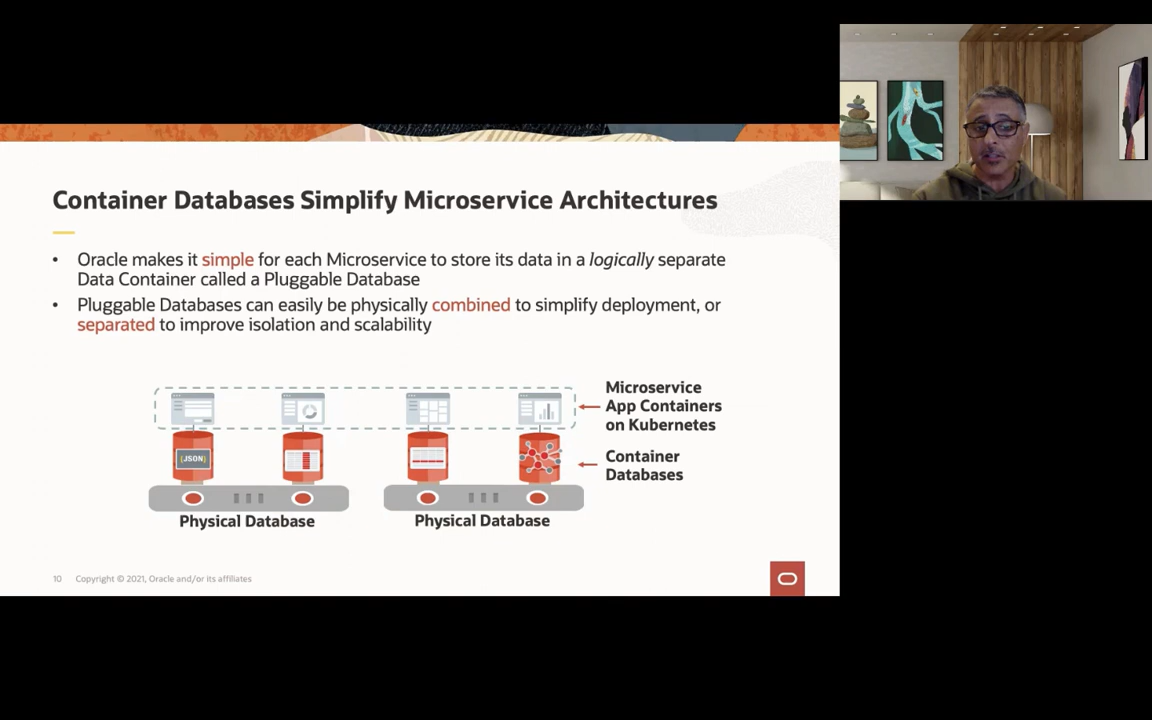 Container Databases Simplify Microservice Architectures
• Oracle makes it simple for each Microservice to store its data in a logically separate
Data Container called a Pluggable Database
• Pluggable Databases can easily be physically combined to simplify deployment, or
separated to improve isolation and scalability
Microservice
App Containers
on Kubernetes
{JSON}
Container
Databases
Physical Database
Physical Database
10 Copyright © 2021, Oracle and/or its affiliates